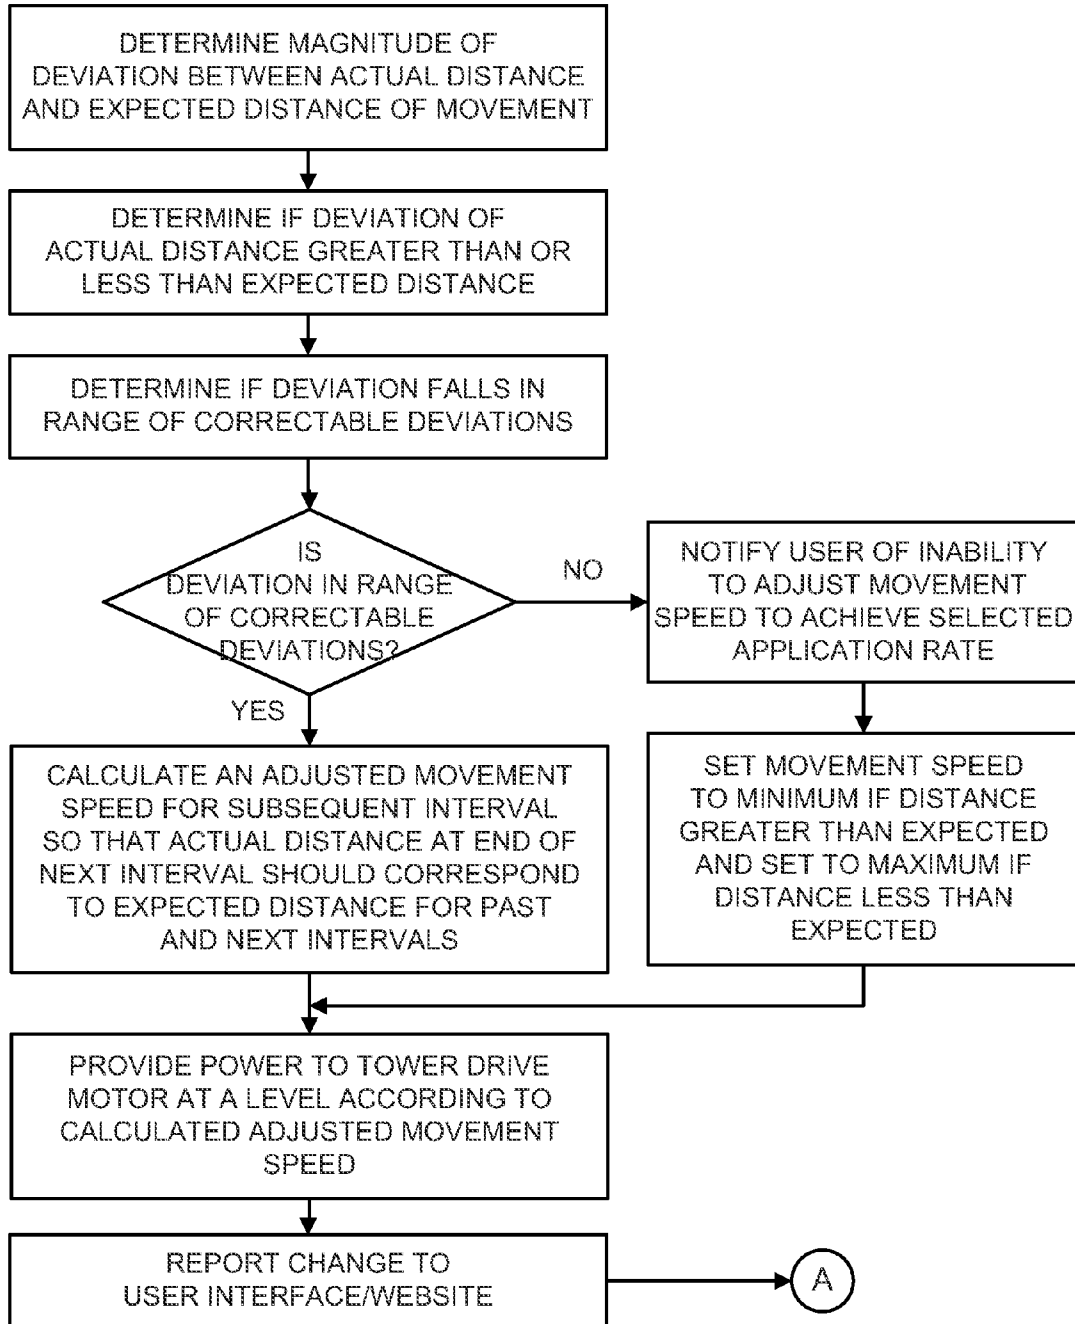 DETERMINE MAGNITUDE OF
DEVIATION BETWEEN ACTUAL DISTANCE
AND EXPECTED DISTANCE OF MOVEMENT
DETERMINE IF DEVIATION OF
ACTUAL DISTANCE GREATER THAN OR
LESS THAN EXPECTED DISTANCE
DETERMINE IF DEVIATION FALLS IN
RANGE OF CORRECTABLE DEVIATIONS
IS
DEVIATION IN RANGE
OF CORRECTABLE
DEVIATIONS?
NO
NOTIFY USER OF INABILITY
TO ADJUST MOVEMENT
SPEED TO ACHIEVE SELECTED
APPLICATION RATE
YES
CALCULATE AN ADJUSTED MOVEMENT
SPEED FOR SUBSEQUENT INTERVAL
SO THAT ACTUAL DISTANCE AT END OF
NEXT INTERVAL SHOULD CORRESPOND
TO EXPECTED DISTANCE FOR PAST
AND NEXT INTERVALS
SET MOVEMENT SPEED
TO MINIMUM IF DISTANCE
GREATER THAN EXPECTED
AND SET TO MAXIMUM IF
DISTANCE LESS THAN
EXPECTED
PROVIDE POWER TO TOWER DRIVE
MOTOR AT A LEVEL ACCORDING TO
CALCULATED ADJUSTED MOVEMENT
SPEED
REPORT CHANGE TO
USER INTERFACE/WEBSITE
A